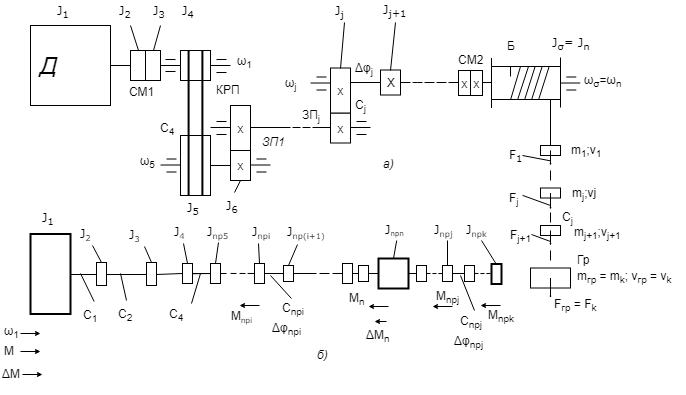 J₁ J₂ J₃ J₄ Jⱼ Jⱼ₊₁
СМ2 Б Jσ= Jₙ
Д ω₁ Δφⱼ
СМ1 КРП ωⱼ X X X X ωσ=ωₙ
Cⱼ
C₄ X ЗПⱼ X
ЗП1
ω₅ X а) F₁ m₁;v₁
J₅ J₆
Fⱼ mⱼ;vj
Cⱼ
J₁ J₂ J₃ J₄ Jпр5 Jпрi Jпр(i+1) Jпрn Jпрj Jпрk Fⱼ₊₁ mⱼ₊₁;vⱼ₊₁
Гр
mгр = mₖ, vгр = vₖ
C₁ C₂ C₄ Mпрi Cпрi Mₙ Mпрj Cпрj Mпрk Fгр = Fₖ
ω₁ Δφпрi ΔMₙ Δφпрj
M б)
ΔM